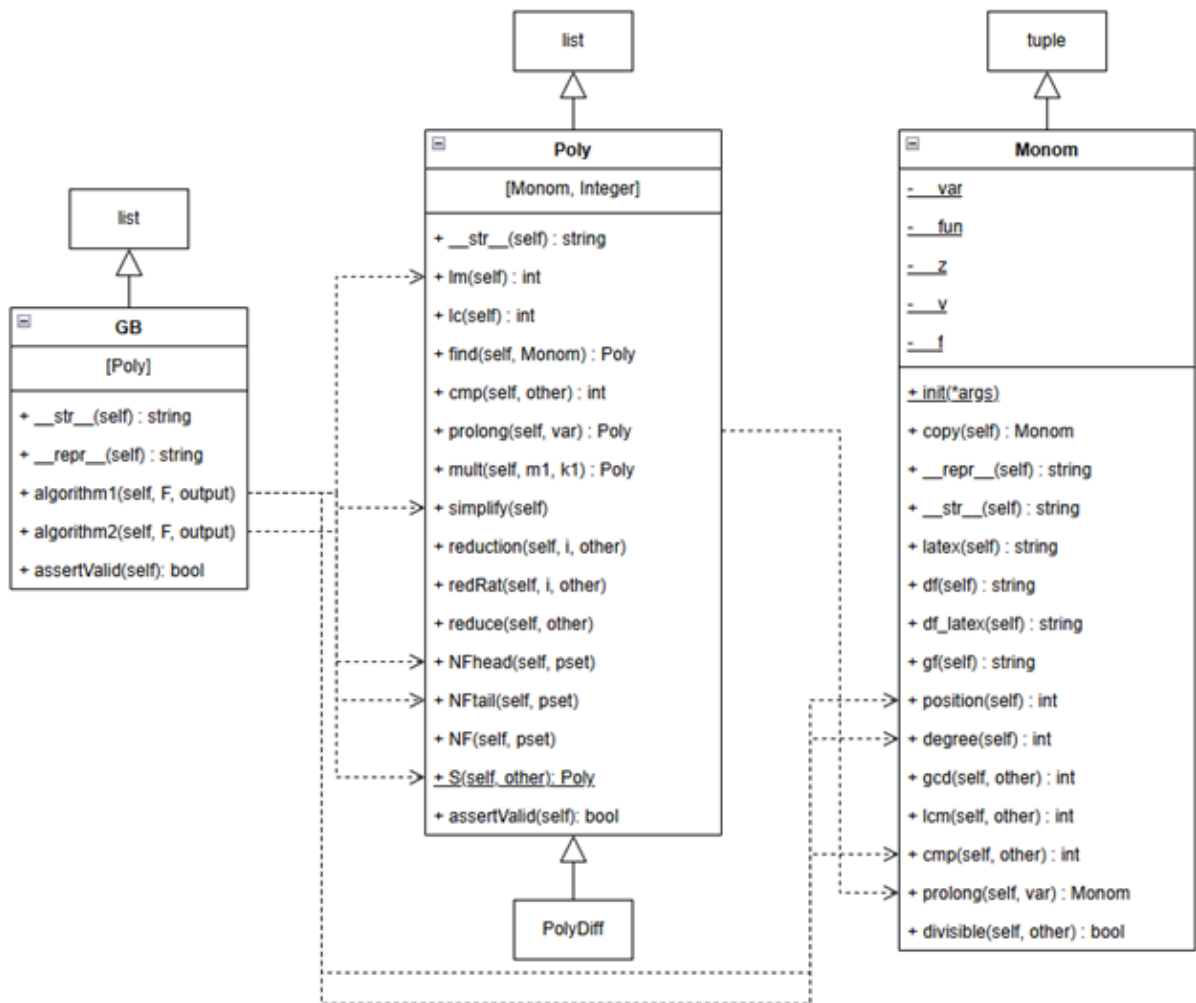 list
GB
[Poly]
+ __str__(self) : string
+ __repr__(self) : string
+ algorithm1(self, F, output)
+ algorithm2(self, F, output)
+ assertValid(self): bool
list
Poly
[Monom, Integer]
+ __str__(self) : string
+ lm(self) : int
+ lc(self) : int
+ find(self, Monom) : Poly
+ cmp(self, other) : int
+ prolong(self, var) : Poly
+ mult(self, m1, k1) : Poly
+ simplify(self)
+ reduction(self, i, other)
+ redRat(self, i, other)
+ reduce(self, other)
+ NFhead(self, pset)
+ NFtail(self, pset)
+ NF(self, pset)
+ S(self, other): Poly
+ assertValid(self): bool
PolyDiff
tuple
Monom
- __var
- __fun
- __z
- __v
- __f
+ init(*args)
+ copy(self) : Monom
+ __repr__(self) : string
+ __str__(self) : string
+ latex(self) : string
+ df(self) : string
+ df_latex(self) : string
+ gf(self) : string
+ position(self) : int
+ degree(self) : int
+ gcd(self, other) : int
+ lcm(self, other) : int
+ cmp(self, other) : int
+ prolong(self, var) : Monom
+ divisible(self, other) : bool